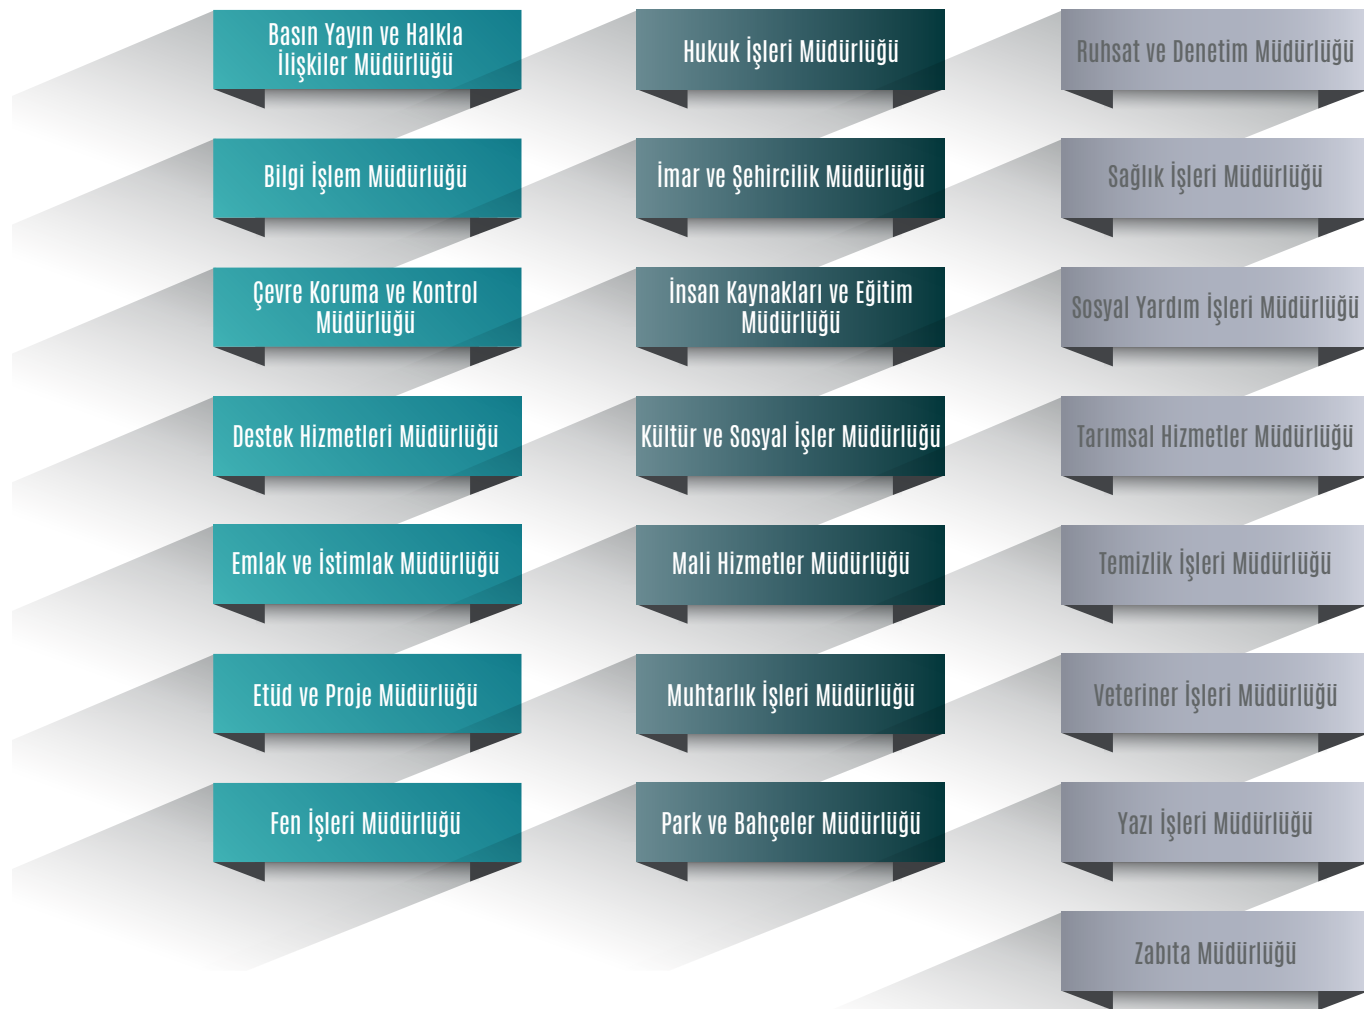 Basın Yayın ve Halkla
İlişkiler Müdürlüğü
Bilgi İşlem Müdürlüğü
Çevre Koruma ve Kontrol
Müdürlüğü
Destek Hizmetleri Müdürlüğü
Emlak ve İstimlak Müdürlüğü
Etüd ve Proje Müdürlüğü
Fen İşleri Müdürlüğü
Hukuk İşleri Müdürlüğü
İmar ve Şehircilik Müdürlüğü
İnsan Kaynakları ve Eğitim
Müdürlüğü
Kültür ve Sosyal İşler Müdürlüğü
Mali Hizmetler Müdürlüğü
Muhtarlık İşleri Müdürlüğü
Park ve Bahçeler Müdürlüğü
Ruhsat ve Denetim Müdürlüğü
Sağlık İşleri Müdürlüğü
Sosyal Yardım İşleri Müdürlüğü
Tarımsal Hizmetler Müdürlüğü
Temizlik İşleri Müdürlüğü
Veteriner İşleri Müdürlüğü
Yazı İşleri Müdürlüğü
Zabıta Müdürlüğü